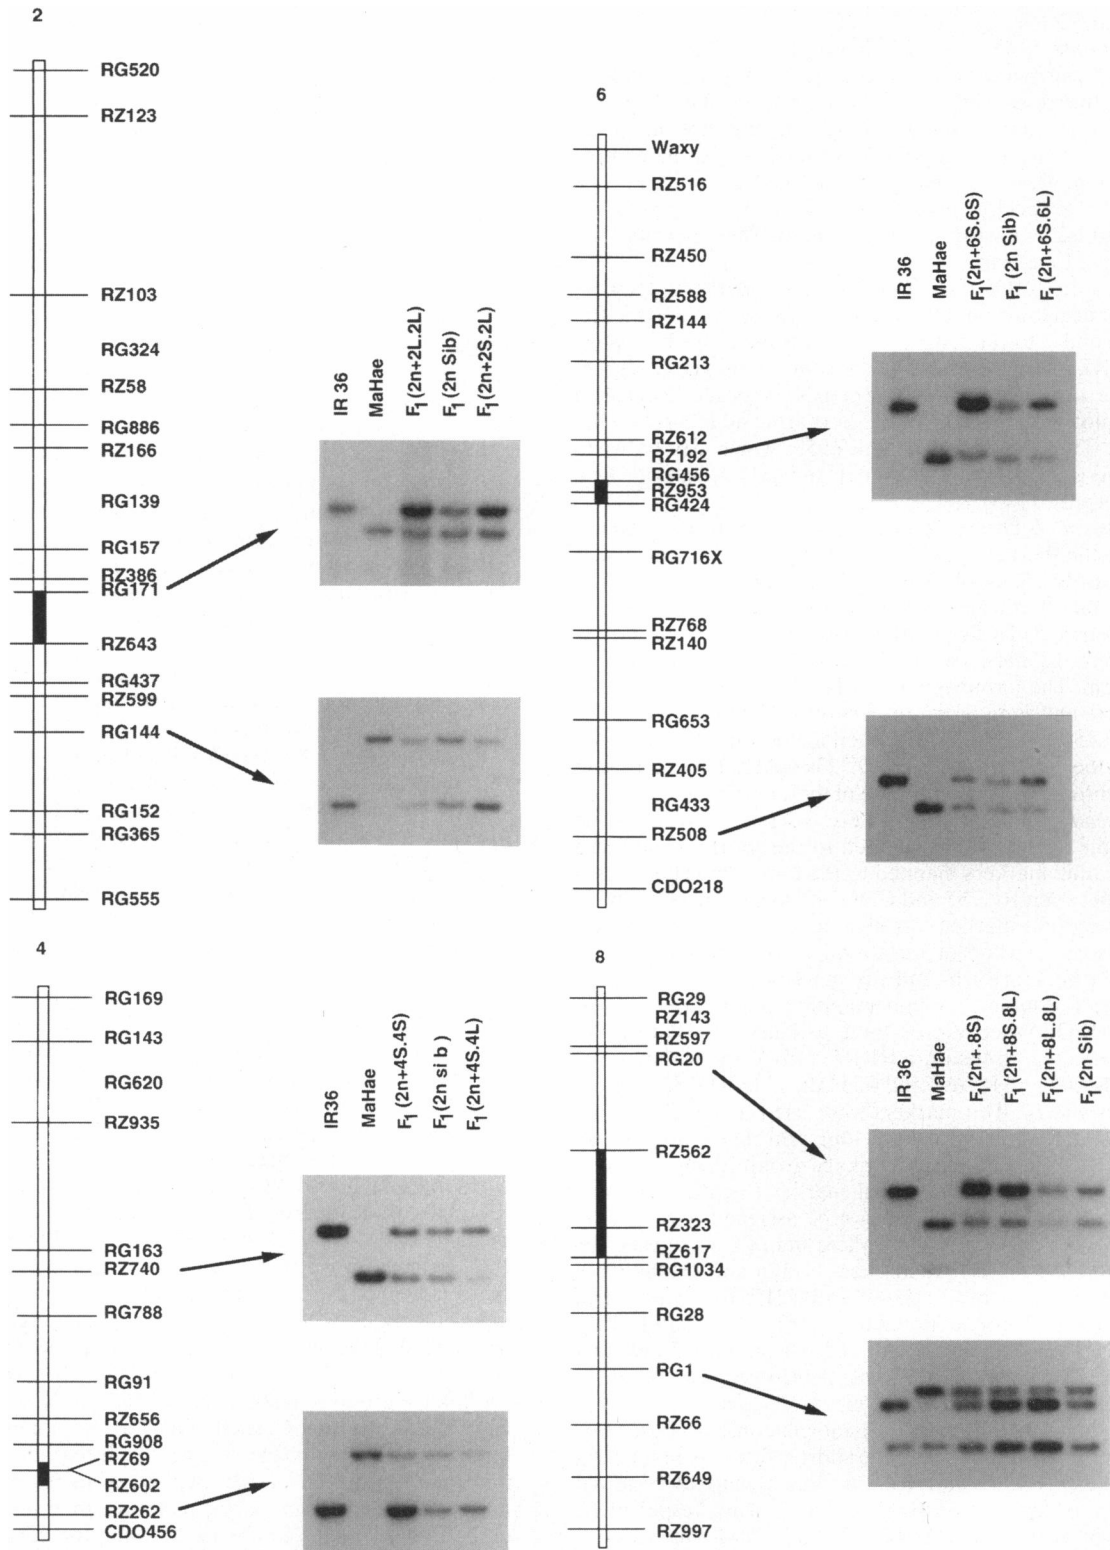 2
RG520
RZ123
RZ103
RG324
RZ58
RG886
RZ166
RG139
RG157
RZ386
RG171
RZ643
RG437
RZ599
RG144
RG152
RG365
RG555
IR 36
MaHae
F1(2n+2L.2L)
F1(2n Sib)
F1(2n+2S.2L)
6
Waxy
RZ516
RZ450
RZ588
RZ144
RG213
RZ612
RZ192
RG456
RZ953
RG424
RG716X
RZ768
RZ140
RG653
RZ405
RG433
RZ508
CDO218
IR 36
MaHae
F1(2n+6S.6S)
F1(2n Sib)
F1(2n+6S.6L)
4
RG169
RG143
RG620
RZ935
RG163
RZ740
RG788
RG91
RZ656
RG908
RZ69
RZ602
RZ262
CDO456
IR36
MaHae
F1(2n+4S.4S)
F1(2n si b )
F1(2n+4S.4L)
8
RG29
RZ143
RZ597
RG20
RZ562
RZ323
RZ617
RG1034
RG28
RG1
RZ66
RZ649
RZ997
IR 36
MaHae
F1(2n+.8S)
F1(2n+8S.8L)
F1(2n+8L.8L)
F1(2n Sib)